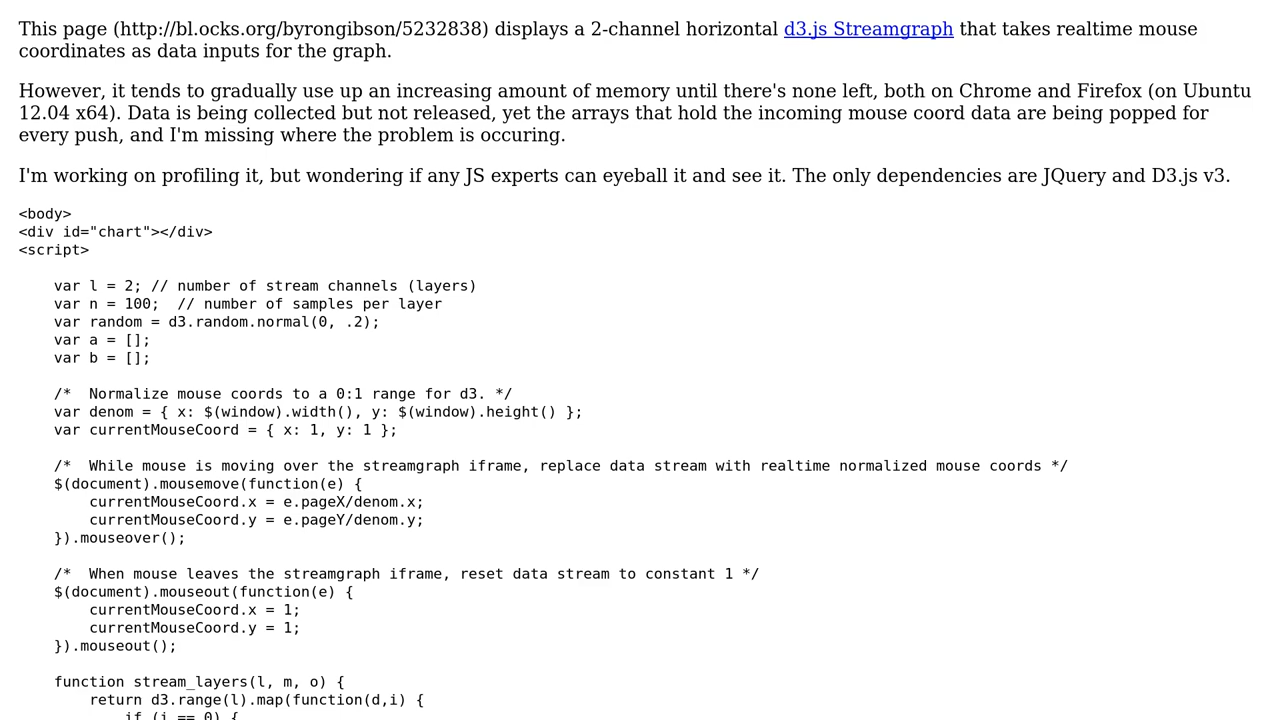 This page (http://bl.ocks.org/byrongibson/5232838) displays a 2-channel horizontal d3.js Streamgraph that takes realtime mouse
coordinates as data inputs for the graph.
However, it tends to gradually use up an increasing amount of memory until there's none left, both on Chrome and Firefox (on Ubuntu
12.04 x64). Data is being collected but not released, yet the arrays that hold the incoming mouse coord data are being popped for
every push, and I'm missing where the problem is occuring.
I'm working on profiling it, but wondering if any JS experts can eyeball it and see it. The only dependencies are JQuery and D3.js v3.
<body>
<div id="chart"></div>
<script>
    var l = 2; // number of stream channels (layers)
    var n = 100;  // number of samples per layer
    var random = d3.random.normal(0, .2);
    var a = [];
    var b = [];
    /*  Normalize mouse coords to a 0:1 range for d3. */
    var denom = { x: $(window).width(), y: $(window).height() };
    var currentMouseCoord = { x: 1, y: 1 };
    /*  While mouse is moving over the streamgraph iframe, replace data stream with realtime normalized mouse coords */
    $(document).mousemove(function(e) {
        currentMouseCoord.x = e.pageX/denom.x;
        currentMouseCoord.y = e.pageY/denom.y;
    }).mouseover();
    /*  When mouse leaves the streamgraph iframe, reset data stream to constant 1 */
    $(document).mouseout(function(e) {
        currentMouseCoord.x = 1;
        currentMouseCoord.y = 1;
    }).mouseout();
    function stream_layers(l, m, o) {
        return d3.range(l).map(function(d,i) {
            if (i == 0) {